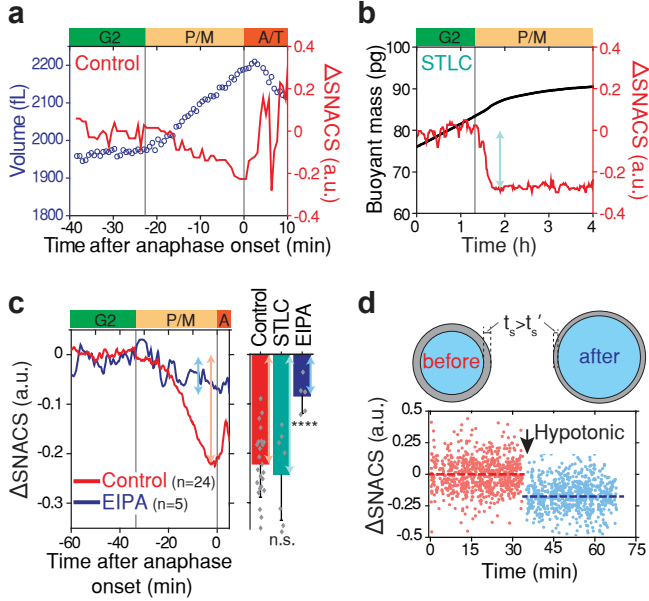 a
G2 P/M A/T
Control
Volume (fL)
2200
2100
2000
1900
1800
0.4
0.2
0
-0.2
-0.4
ΔSNACS (a.u.)
-40 -30 -20 -10 0 10
Time after anaphase onset (min)
b
G2 P/M
STLC
Buoyant mass (pg)
100
90
80
70
60
0.4
0.2
0
-0.2
-0.4
ΔSNACS (a.u.)
0 1 2 3 4
Time (h)
c
G2 P/M A
ΔSNACS (a.u.)
0
-0.1
-0.2
-0.3
Control (n=24)
EIPA (n=5)
-60 -40 -20 0
Time after anaphase
onset (min)
Control
STLC
EIPA
****
n.s.
d
ts>ts′
before
after
ΔSNACS (a.u.)
0.5
0.25
0
-0.25
-0.5
Hypotonic
0 15 30 45 60 75
Time (min)